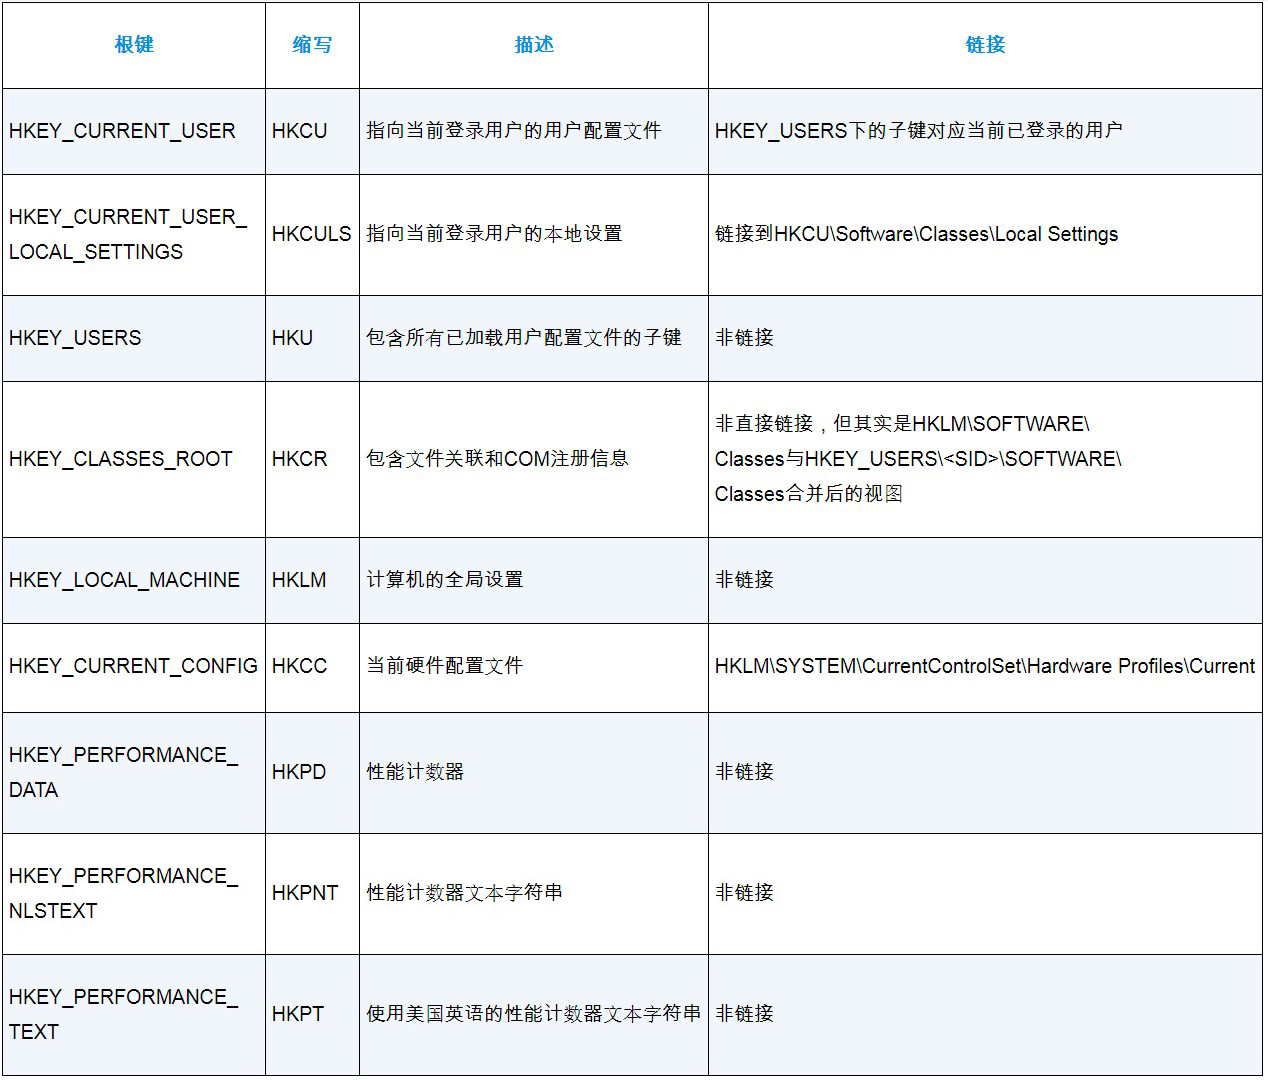 根键 缩写 描述 链接
HKEY_CURRENT_USER HKCU 指向当前登录用户的用户配置文件 HKEY_USERS下的子键对应当前已登录的用户
HKEY_CURRENT_USER_
LOCAL_SETTINGS HKCULS 指向当前登录用户的本地设置 链接到HKCU\Software\Classes\Local Settings
HKEY_USERS HKU 包含所有已加载用户配置文件的子键 非链接
HKEY_CLASSES_ROOT HKCR 包含文件关联和COM注册信息 非直接链接，但其实是HKLM\SOFTWARE\
Classes与HKEY_USERS\<SID>\SOFTWARE\
Classes合并后的视图
HKEY_LOCAL_MACHINE HKLM 计算机的全局设置 非链接
HKEY_CURRENT_CONFIG HKCC 当前硬件配置文件 HKLM\SYSTEM\CurrentControlSet\Hardware Profiles\Current
HKEY_PERFORMANCE_
DATA HKPD 性能计数器 非链接
HKEY_PERFORMANCE_
NLSTEXT HKPNT 性能计数器文本字符串 非链接
HKEY_PERFORMANCE_
TEXT HKPT 使用美国英语的性能计数器文本字符串 非链接